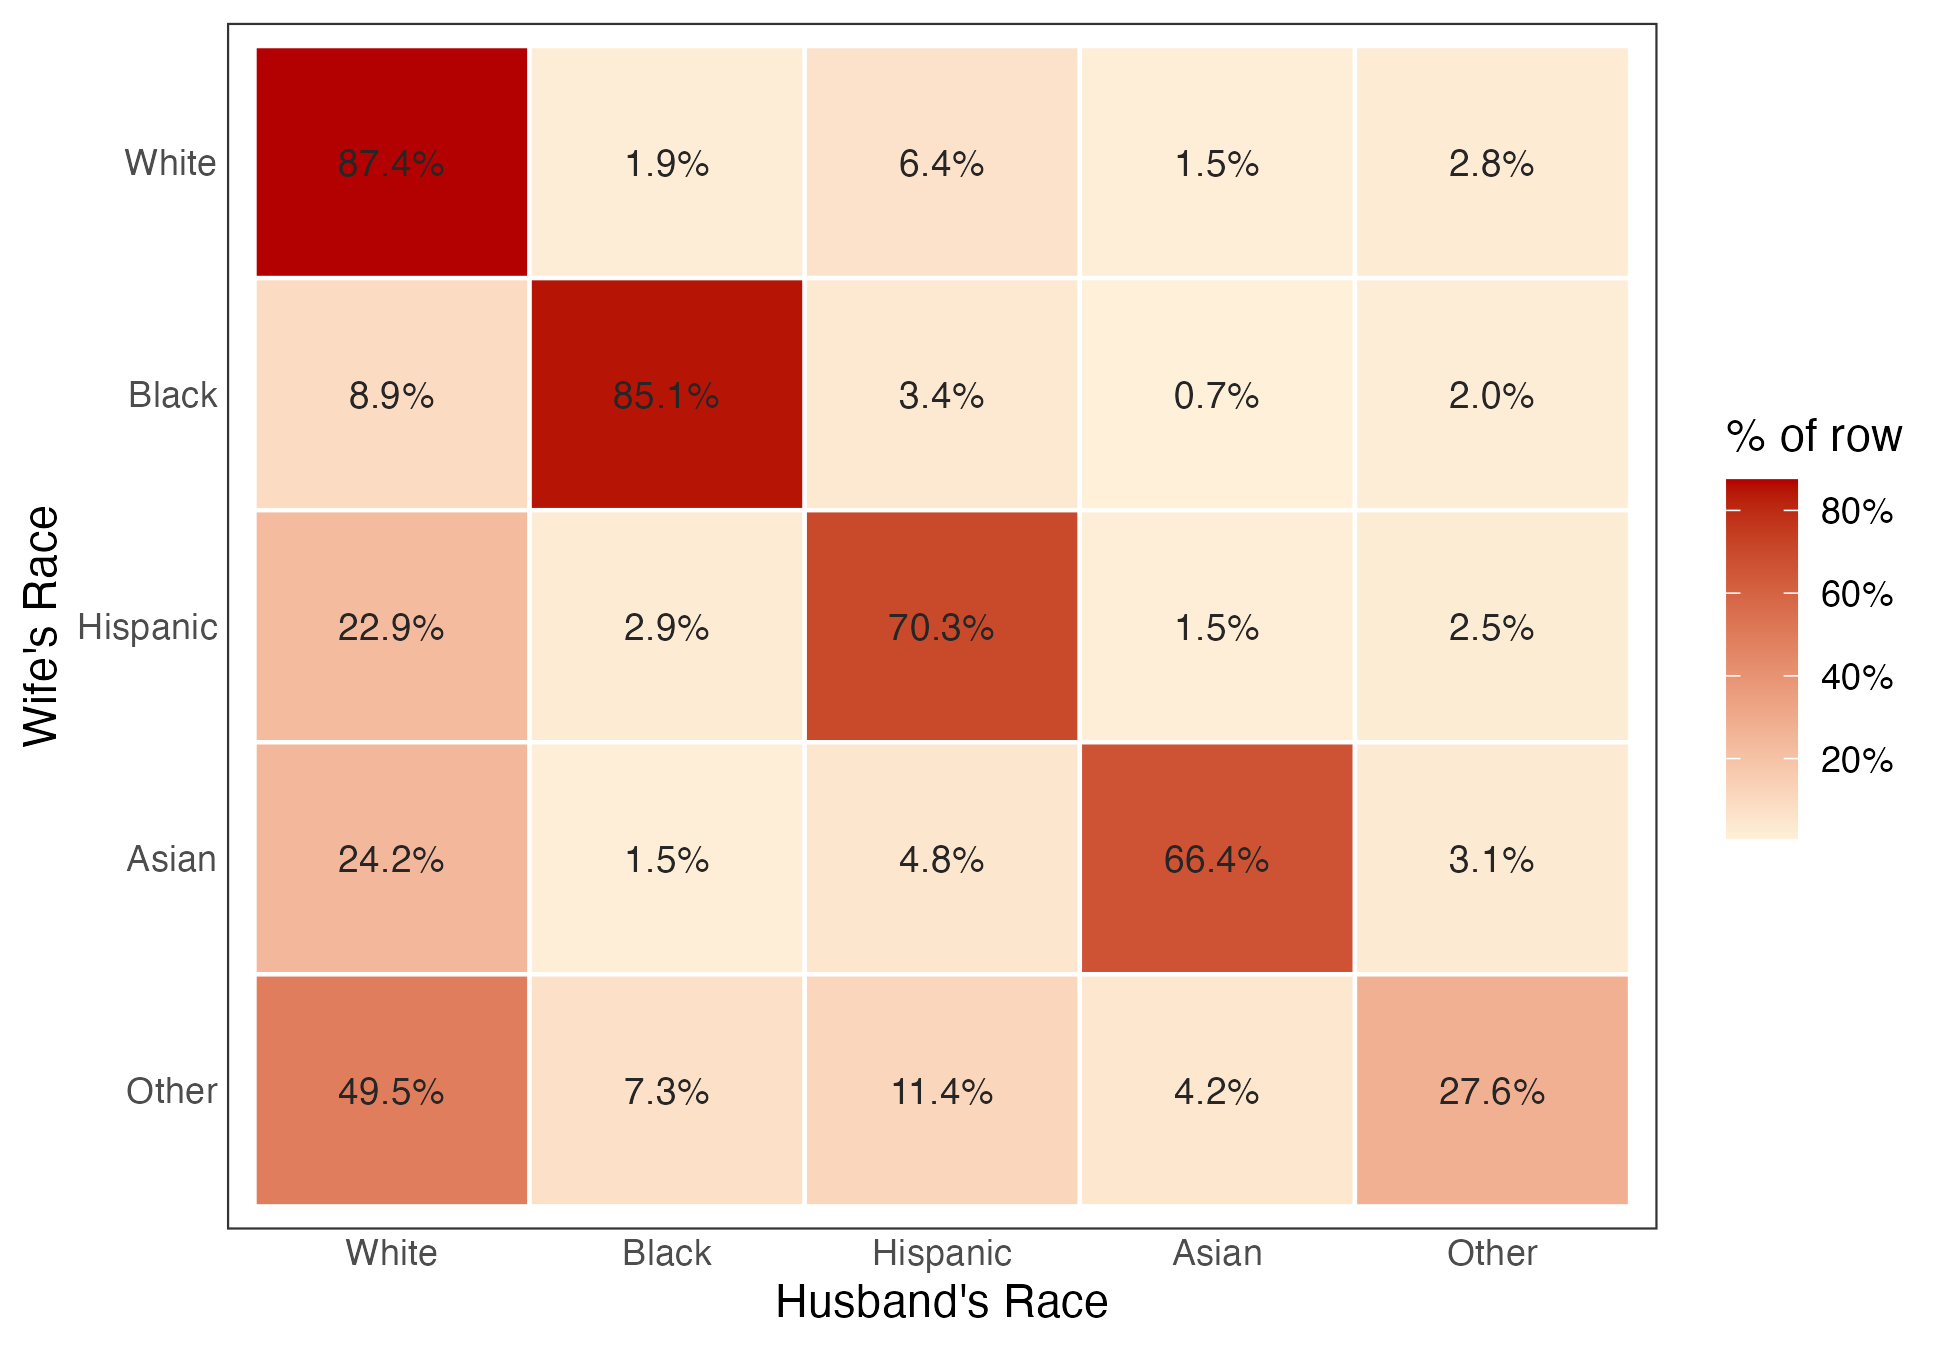 White 87.4% 1.9% 6.4% 1.5% 2.8%
Black 8.9% 85.1% 3.4% 0.7% 2.0%
Hispanic 22.9% 2.9% 70.3% 1.5% 2.5%
Asian 24.2% 1.5% 4.8% 66.4% 3.1%
Other 49.5% 7.3% 11.4% 4.2% 27.6%
White Black Hispanic Asian Other
Husband's Race
Wife's Race
% of row
80%
60%
40%
20%